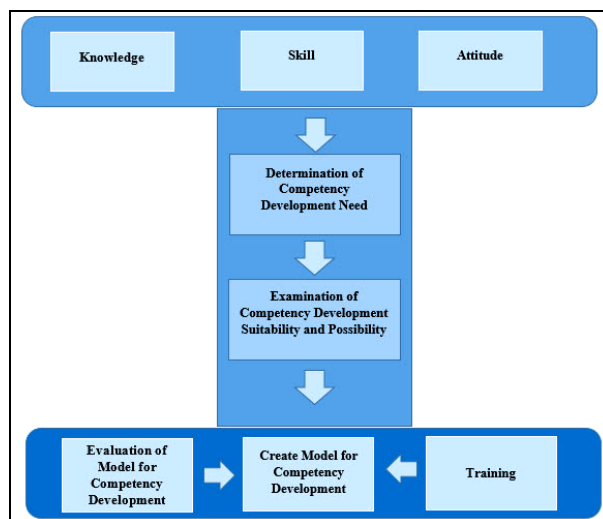 Knowledge
Skill
Attitude
Determination of
Competency
Development Need
Examination of
Competency Development
Suitability and Possibility
Evaluation of
Model for
Competency
Development
Create Model for
Competency
Development
Training